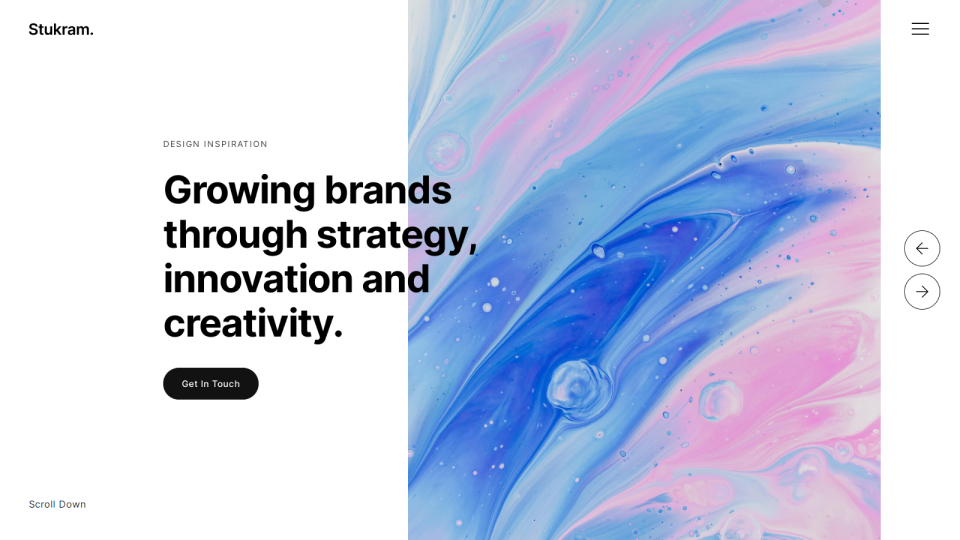 Stukram.
DESIGN INSPIRATION
Growing brands
through strategy,
innovation and
creativity.
Get In Touch
Scroll Down